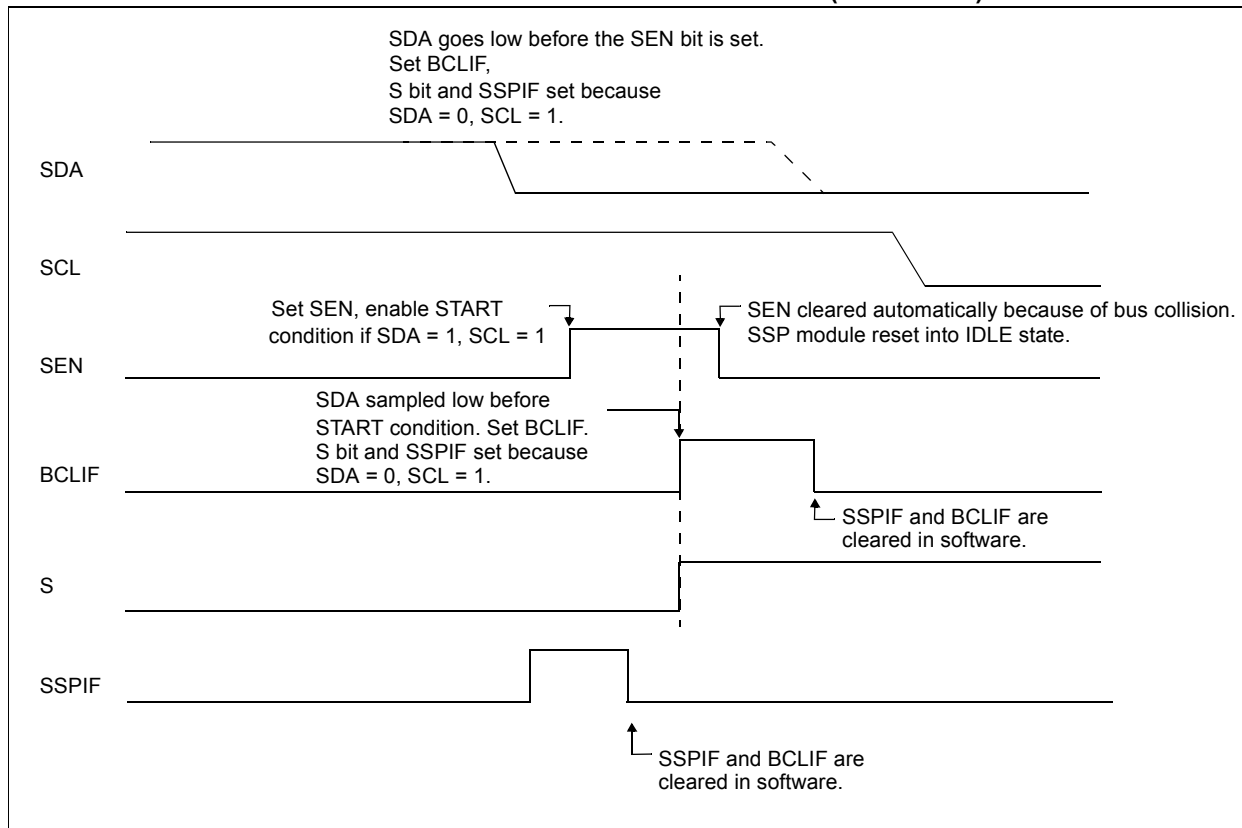 SDA goes low before the SEN bit is set.
Set BCLIF,
S bit and SSPIF set because
SDA = 0, SCL = 1.
SDA
SCL
Set SEN, enable START
condition if SDA = 1, SCL = 1
SEN cleared automatically because of bus collision.
SSP module reset into IDLE state.
SEN
SDA sampled low before
START condition. Set BCLIF.
S bit and SSPIF set because
SDA = 0, SCL = 1.
BCLIF
SSPIF and BCLIF are
cleared in software.
S
SSPIF
SSPIF and BCLIF are
cleared in software.